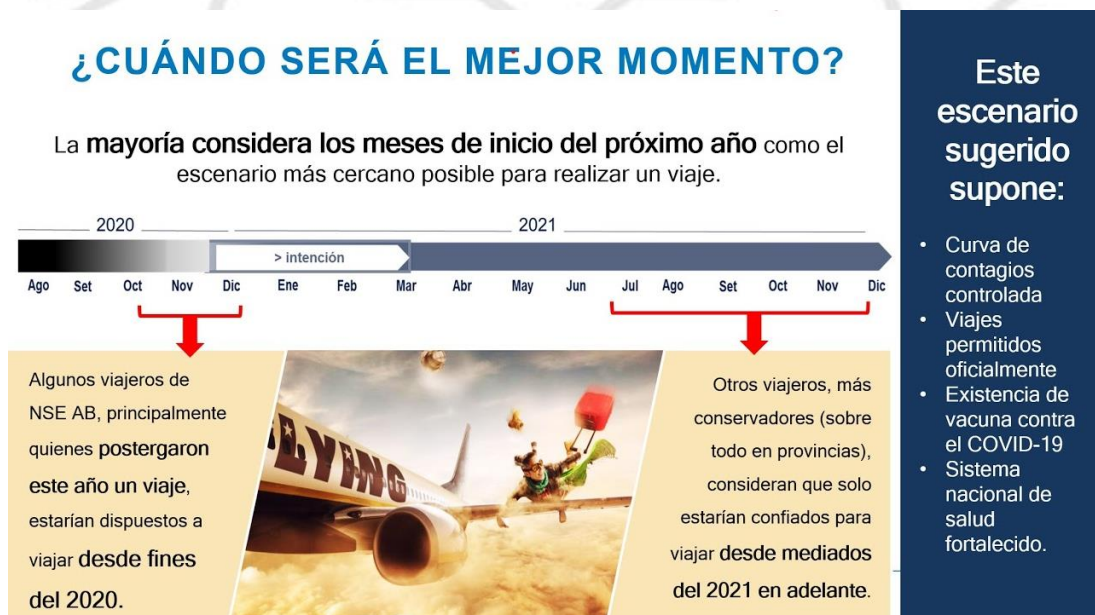 ¿CUÁNDO SERÁ EL MEJOR MOMENTO?
La mayoría considera los meses de inicio del próximo año como el
escenario más cercano posible para realizar un viaje.
2020 2021
> intención
Ago Set Oct Nov Dic Ene Feb Mar Abr May Jun Jul Ago Set Oct Nov Dic
Algunos viajeros de
NSE AB, principalmente
quienes postergaron
este año un viaje,
estarían dispuestos a
viajar desde fines
del 2020.
LYING
Otros viajeros, más
conservadores (sobre
todo en provincias),
consideran que solo
estarían confiados para
viajar desde mediados
del 2021 en adelante.
Este
escenario
sugerido
supone:
• Curva de
contagios
controlada
• Viajes
permitidos
oficialmente
• Existencia de
vacuna contra
el COVID-19
• Sistema
nacional de
salud
fortalecido.